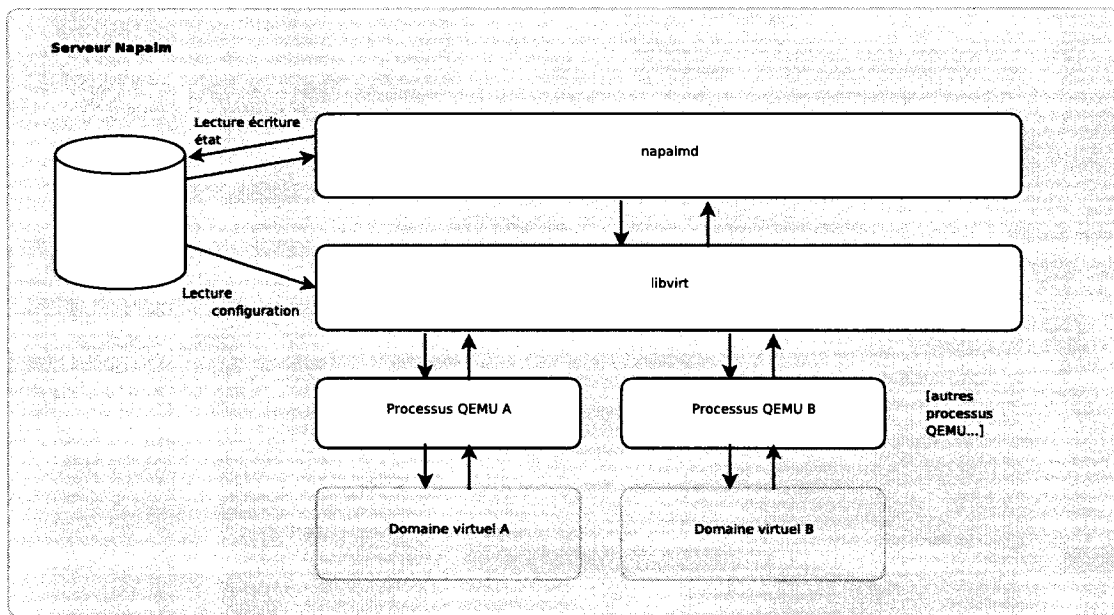 Serveur Napalm
Lecture écriture
état
napalmd
libvirt
Lecture
configuration
Processus QEMU A
Processus QEMU B
[autres
processus
QEMU...]
Domaine virtuel A
Domaine virtuel B